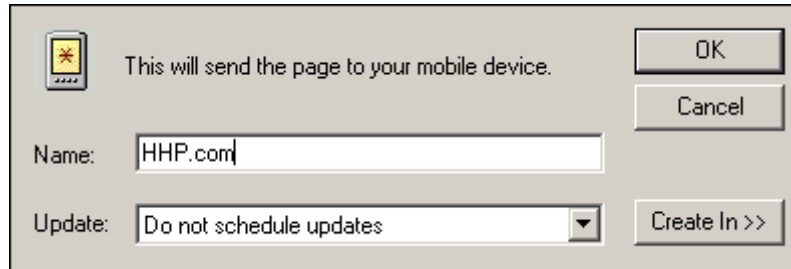 This will send the page to your mobile device.
OK
Cancel
Name: HHP.com
Update: Do not schedule updates
Create In >>